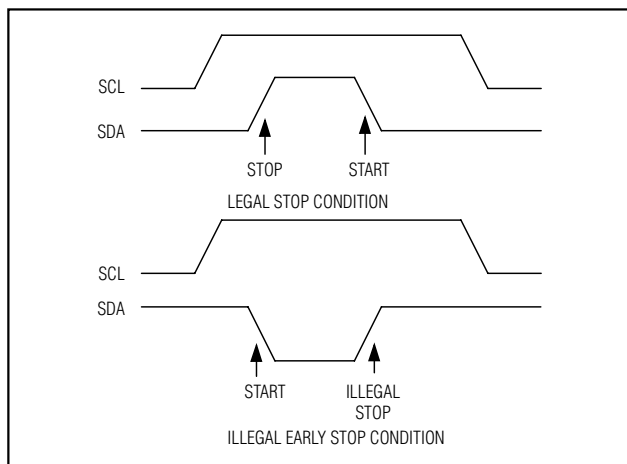 SCL
SDA
STOP START
LEGAL STOP CONDITION
SCL
SDA
START ILLEGAL
STOP
ILLEGAL EARLY STOP CONDITION